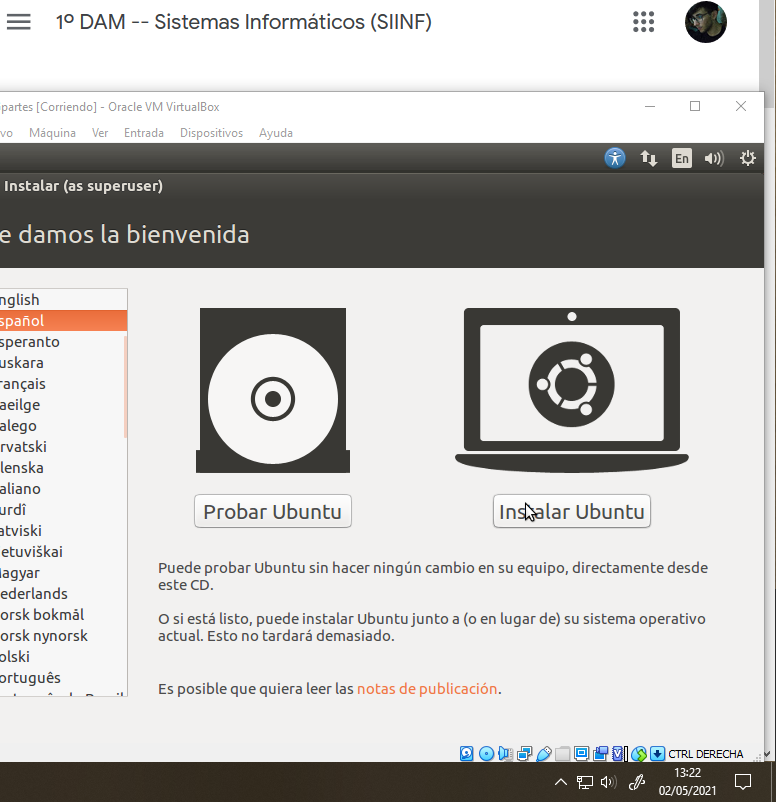 1º DAM -- Sistemas Informáticos (SIINF)
partes [Corriendo] - Oracle VM VirtualBox
vo Máquina Ver Entrada Dispositivos Ayuda
En
Instalar (as superuser)
e damos la bienvenida
nglish
spañol
speranto
uskara
rançais
aeilge
alego
rvatski
lenska
aliano
urdî
atviski
ietuviškai
lagyar
ederlands
orsk bokmål
orsk nynorsk
olski
ortuguês
Probar Ubuntu
Instalar Ubuntu
Puede probar Ubuntu sin hacer ningún cambio en su equipo, directamente desde
este CD.
O si está listo, puede instalar Ubuntu junto a (o en lugar de) su sistema operativo
actual. Esto no tardará demasiado.
Es posible que quiera leer las notas de publicación.
CTRL DERECHA
13:22
02/05/2021